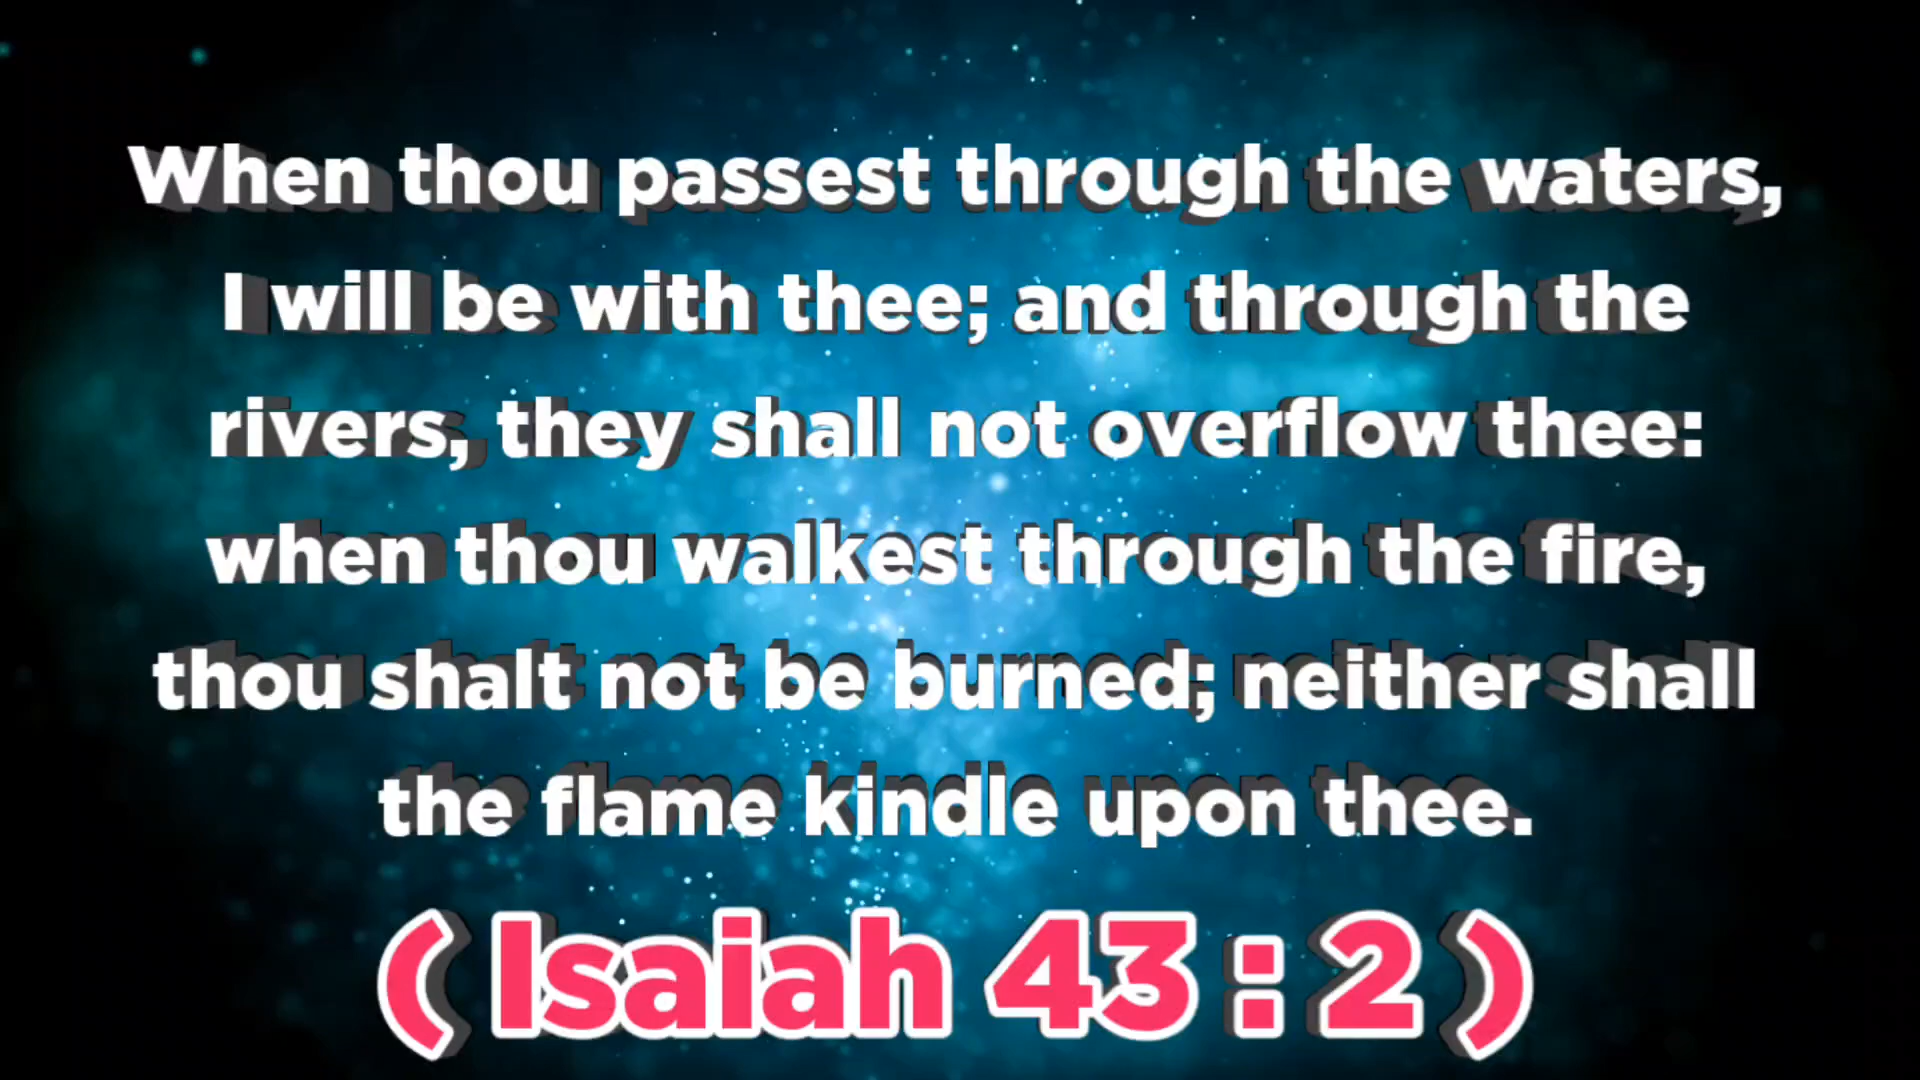 When thou passest through the waters,
I will be with thee; and through the
rivers, they shall not overflow thee:
when thou walkest through the fire,
thou shalt not be burned; neither shall
the flame kindle upon thee.
( Isaiah 43 : 2 )